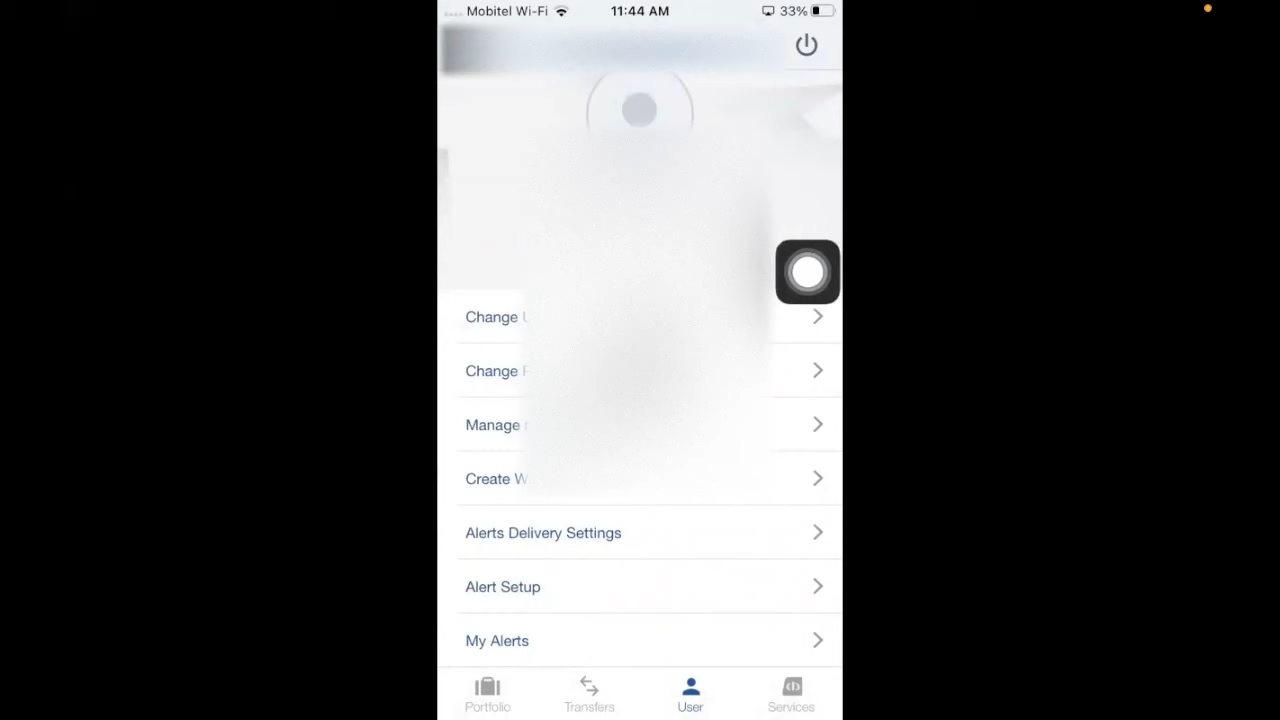 Mobitel Wi-Fi 11:44 AM 33%
Change
Change
Manage
Create
Alerts Delivery Settings
Alert Setup
My Alerts
Portfolio Transfers User Services